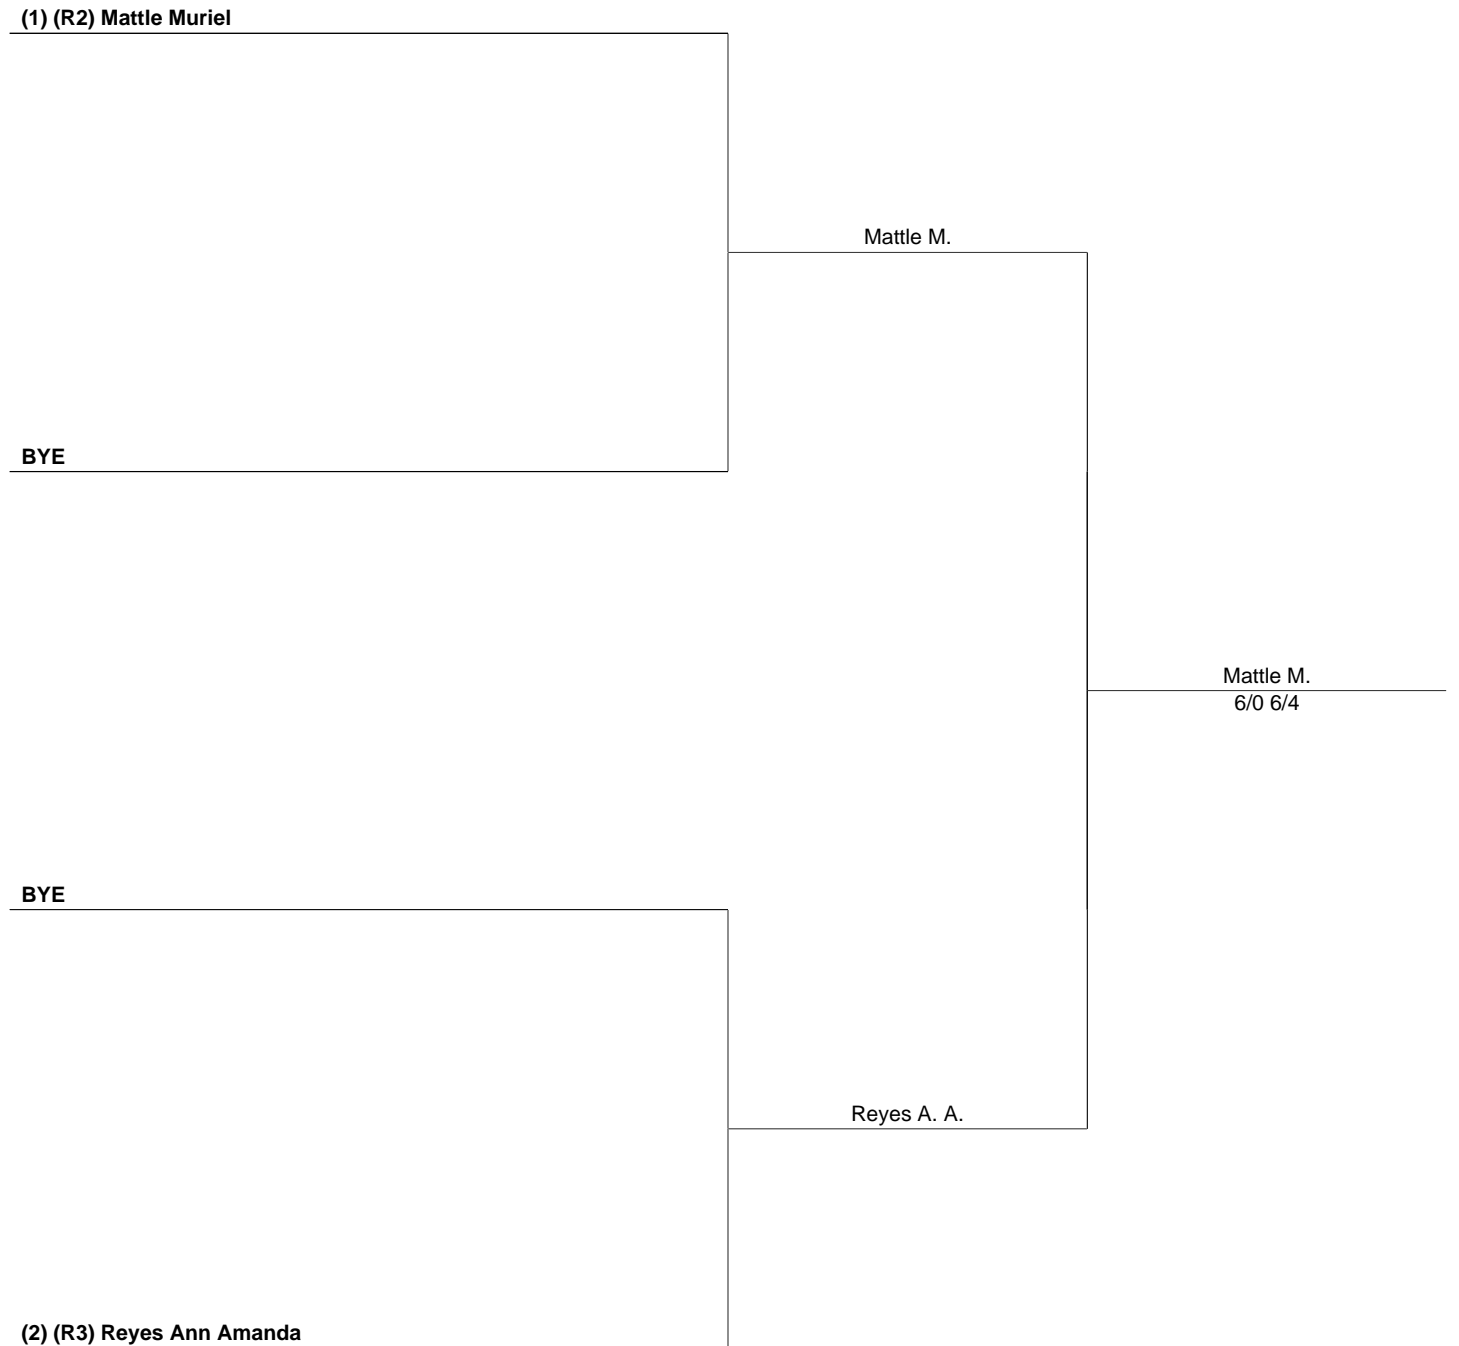 (1) (R2) Mattle Muriel
Mattle M.
BYE
Mattle M.
6/0 6/4
BYE
Reyes A. A.
(2) (R3) Reyes Ann Amanda